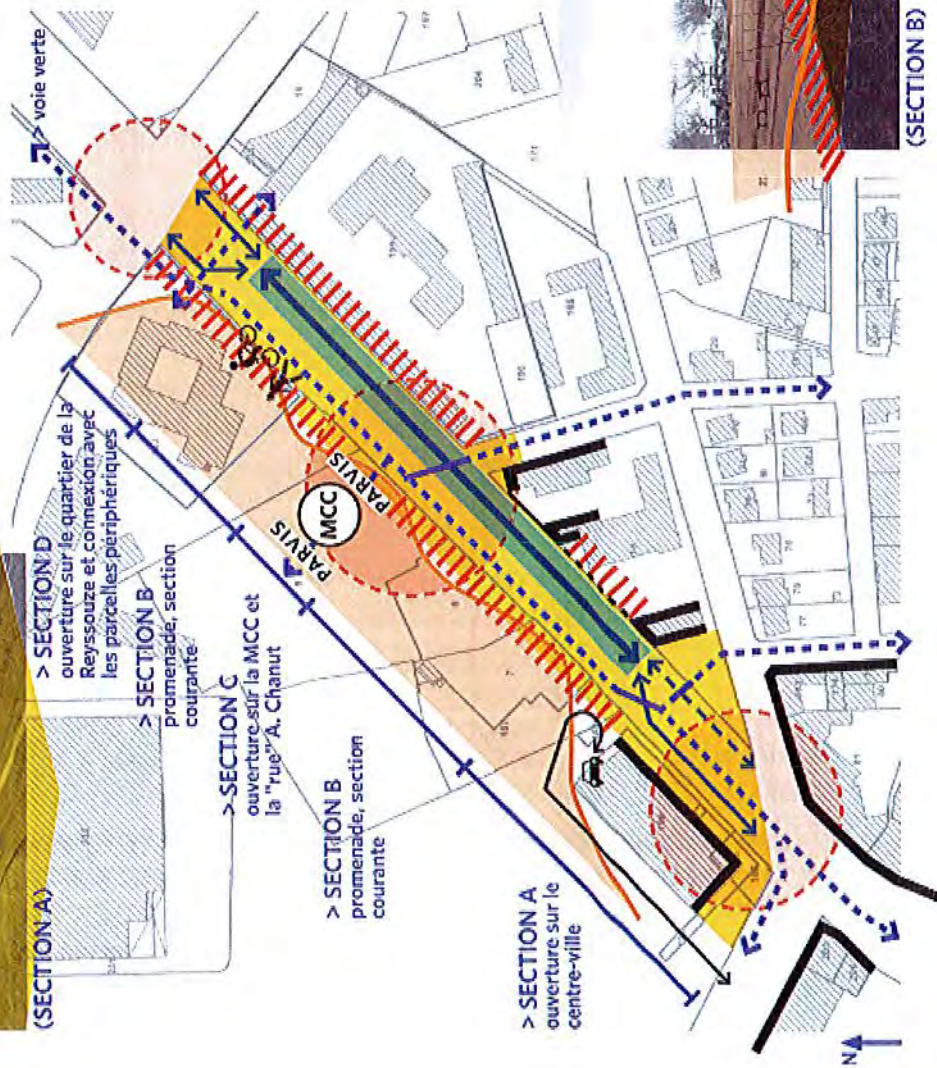 > voie verte
> SECTION D
ouverture sur le quartier de la
Reyssouze et connexion avec
les parcelles périphériques
> SECTION B
promenade, section
courante
> SECTION C
ouverture sur la MCC et
la "rue" A. Chanut
> SECTION B
promenade, section
courante
> SECTION A
ouverture sur le
centre-ville
(SECTION A)
PARVIS
MCC
PARVIS
(SECTION B)
N